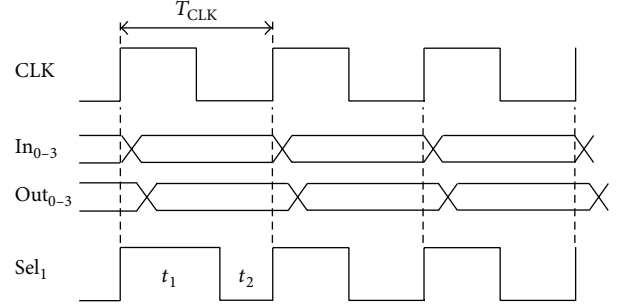 T_CLK
CLK
In_0–3
Out_0–3
Sel_1
t_1 t_2